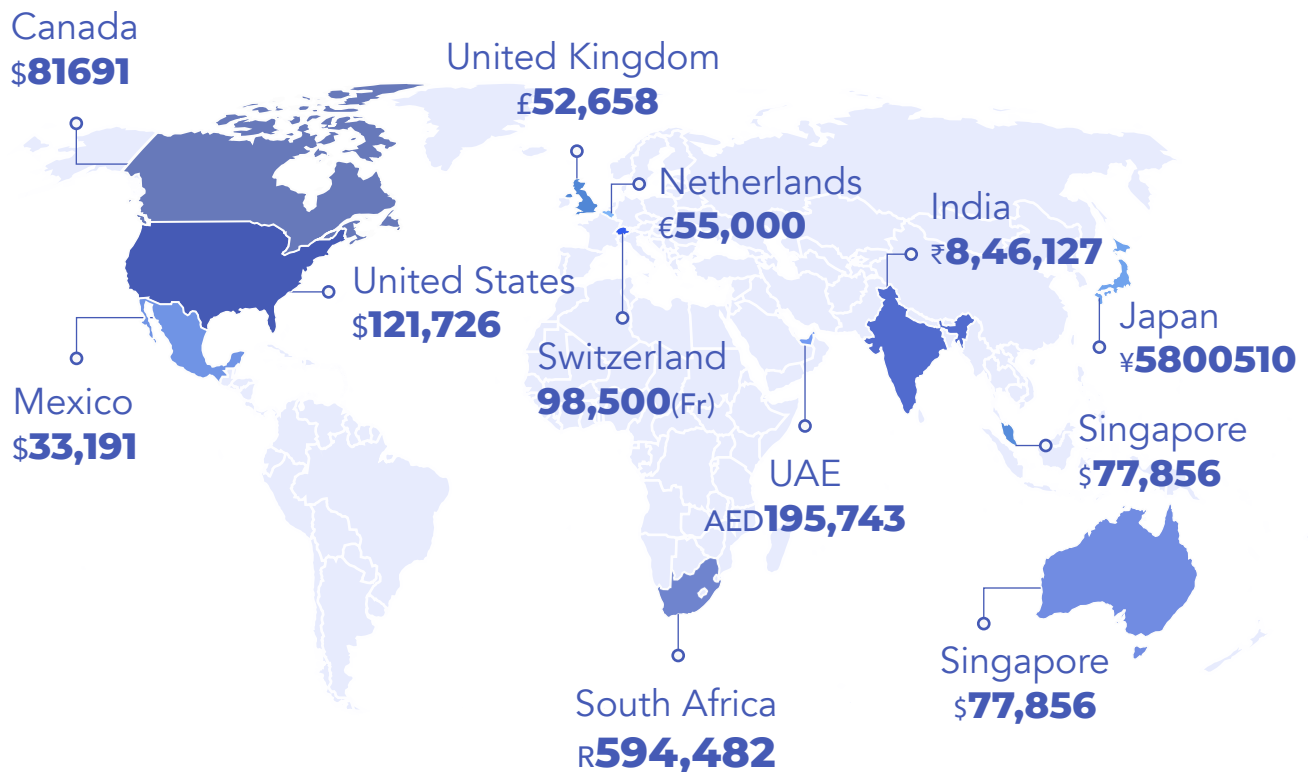 Canada
$81691
United Kingdom
£52,658
Netherlands
€55,000
India
₹8,46,127
United States
$121,726
Japan
¥5800510
Switzerland
98,500(Fr)
Mexico
$33,191
Singapore
$77,856
UAE
AED195,743
Singapore
$77,856
South Africa
R594,482